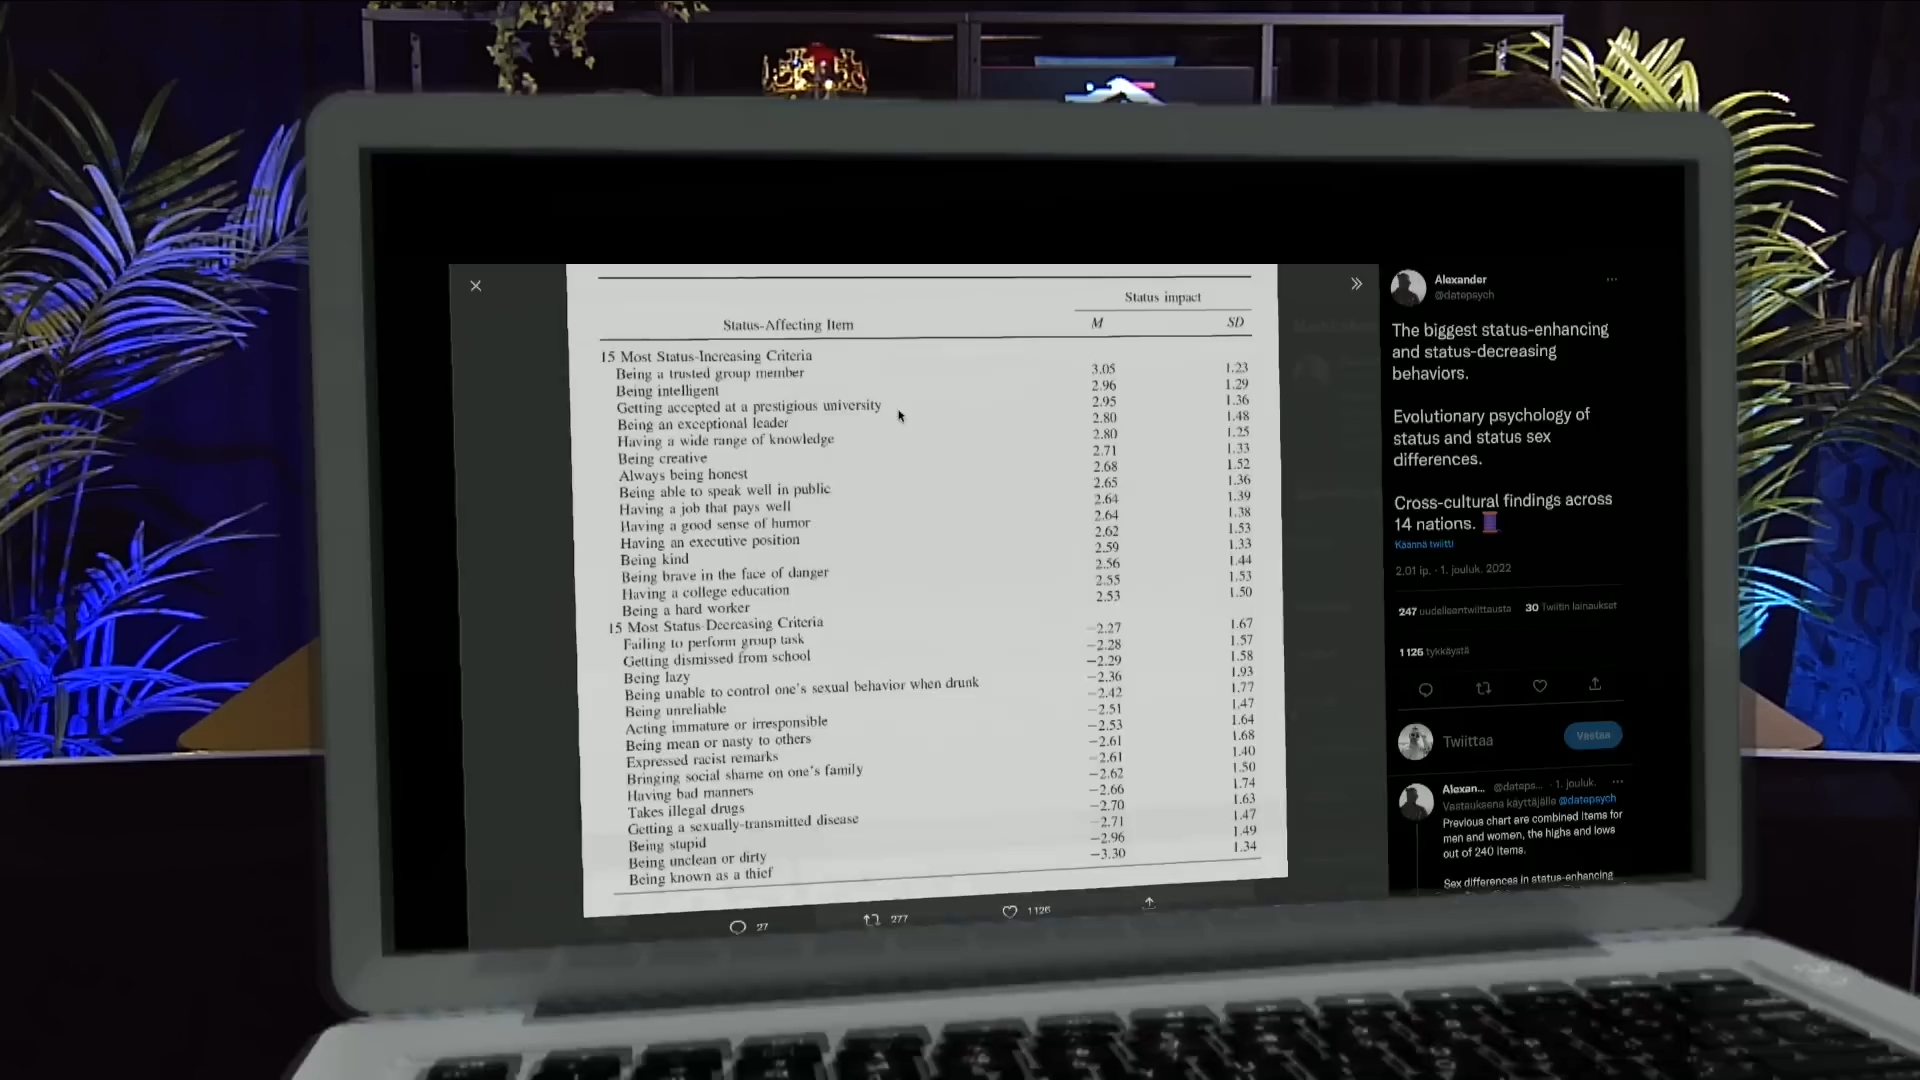 Status impact
Status-Affecting Item M SD
15 Most Status-Increasing Criteria
Being a trusted group member 3.05 1.23
Being intelligent 2.96 1.29
Getting accepted at a prestigious university 2.95 1.36
Being an exceptional leader 2.80 1.48
Having a wide range of knowledge 2.80 1.25
Being creative 2.71 1.33
Always being honest 2.68 1.52
Being able to speak well in public 2.65 1.36
Having a job that pays well 2.64 1.39
Having a good sense of humor 2.64 1.38
Having an executive position 2.62 1.53
Being kind 2.59 1.33
Being brave in the face of danger 2.56 1.44
Having a college education 2.55 1.53
Being a hard worker 2.53 1.50
15 Most Status-Decreasing Criteria
Failing to perform group task −2.27 1.67
Getting dismissed from school −2.28 1.57
Being lazy −2.29 1.58
Being unable to control one's sexual behavior when drunk −2.36 1.93
Being unreliable −2.42 1.77
Acting immature or irresponsible −2.51 1.47
Being mean or nasty to others −2.53 1.64
Expressed racist remarks −2.61 1.68
Bringing social shame on one's family −2.61 1.40
Having bad manners −2.62 1.50
Takes illegal drugs −2.66 1.74
Getting a sexually-transmitted disease −2.70 1.63
Being stupid −2.71 1.47
Being unclean or dirty −2.96 1.49
Being known as a thief −3.30 1.34
27 277 1 126
Alexander
@datepsych
The biggest status-enhancing
and status-decreasing
behaviors.
Evolutionary psychology of
status and status sex
differences.
Cross-cultural findings across
14 nations.
Käännä twiitti
2.01 ip. · 1. jouluk. 2022
247 uudelleentwiittausta 30 Twiitin lainaukset
1 126 tykkäystä
Twiittaa Vastaa
Alexan... @dateps... · 1. jouluk.
Vastauksena käyttäjälle @datepsych
Previous chart are combined items for
men and women, the highs and lows
out of 240 items.
Sex differences in status-enhancing